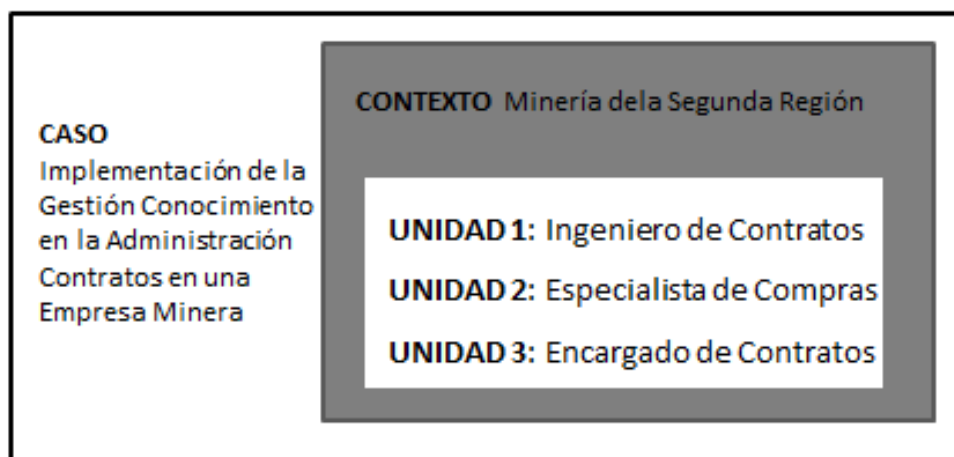 CONTEXTO Minería dela Segunda Región
CASO
Implementación de la
Gestión Conocimiento
en la Administración
Contratos en una
Empresa Minera
UNIDAD 1: Ingeniero de Contratos
UNIDAD 2: Especialista de Compras
UNIDAD 3: Encargado de Contratos